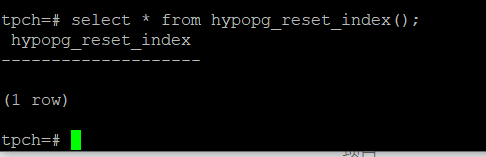 tpch=# select * from hypopg_reset_index();
hypopg_reset_index
--------------------
(1 row)
tpch=#